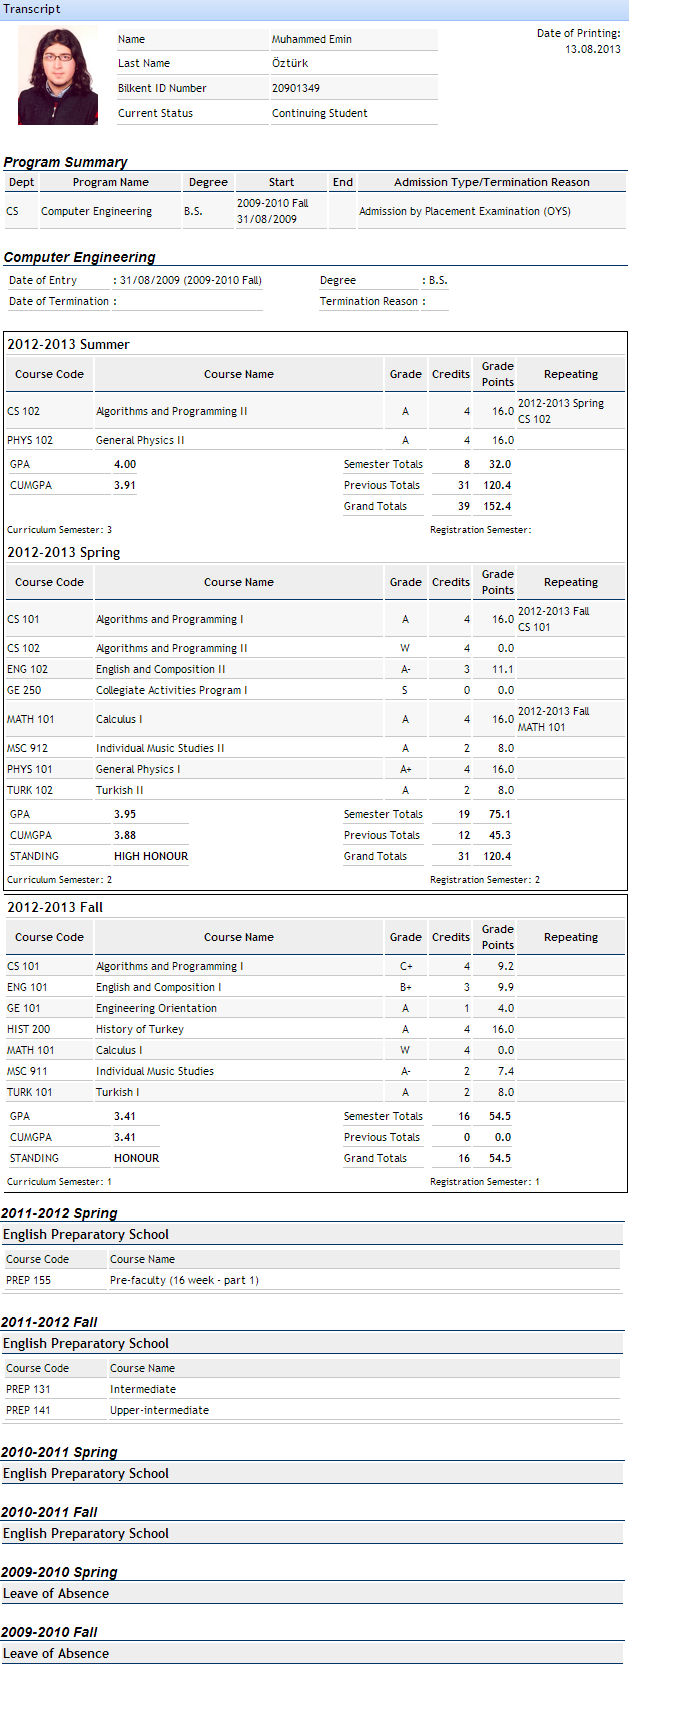 Transcript
Date of Printing:
13.08.2013
Name Muhammed Emin
Last Name Öztürk
Bilkent ID Number 20901349
Current Status Continuing Student
Program Summary
Dept Program Name Degree Start End Admission Type/Termination Reason
CS Computer Engineering B.S. 2009-2010 Fall 31/08/2009 Admission by Placement Examination (OYS)
Computer Engineering
Date of Entry : 31/08/2009 (2009-2010 Fall) Degree : B.S.
Date of Termination : Termination Reason :
2012-2013 Summer
Course Code Course Name Grade Credits Grade Points Repeating
CS 102 Algorithms and Programming II A 4 16.0 2012-2013 Spring CS 102
PHYS 102 General Physics II A 4 16.0
GPA 4.00 Semester Totals 8 32.0
CUMGPA 3.91 Previous Totals 31 120.4
Grand Totals 39 152.4
Curriculum Semester: 3 Registration Semester:
2012-2013 Spring
Course Code Course Name Grade Credits Grade Points Repeating
CS 101 Algorithms and Programming I A 4 16.0 2012-2013 Fall CS 101
CS 102 Algorithms and Programming II W 4 0.0
ENG 102 English and Composition II A- 3 11.1
GE 250 Collegiate Activities Program I S 0 0.0
MATH 101 Calculus I A 4 16.0 2012-2013 Fall MATH 101
MSC 912 Individual Music Studies II A 2 8.0
PHYS 101 General Physics I A+ 4 16.0
TURK 102 Turkish II A 2 8.0
GPA 3.95 Semester Totals 19 75.1
CUMGPA 3.88 Previous Totals 12 45.3
STANDING HIGH HONOUR Grand Totals 31 120.4
Curriculum Semester: 2 Registration Semester: 2
2012-2013 Fall
Course Code Course Name Grade Credits Grade Points Repeating
CS 101 Algorithms and Programming I C+ 4 9.2
ENG 101 English and Composition I B+ 3 9.9
GE 101 Engineering Orientation A 1 4.0
HIST 200 History of Turkey A 4 16.0
MATH 101 Calculus I W 4 0.0
MSC 911 Individual Music Studies A- 2 7.4
TURK 101 Turkish I A 2 8.0
GPA 3.41 Semester Totals 16 54.5
CUMGPA 3.41 Previous Totals 0 0.0
STANDING HONOUR Grand Totals 16 54.5
Curriculum Semester: 1 Registration Semester: 1
2011-2012 Spring
English Preparatory School
Course Code Course Name
PREP 155 Pre-faculty (16 week - part 1)
2011-2012 Fall
English Preparatory School
Course Code Course Name
PREP 131 Intermediate
PREP 141 Upper-intermediate
2010-2011 Spring
English Preparatory School
2010-2011 Fall
English Preparatory School
2009-2010 Spring
Leave of Absence
2009-2010 Fall
Leave of Absence